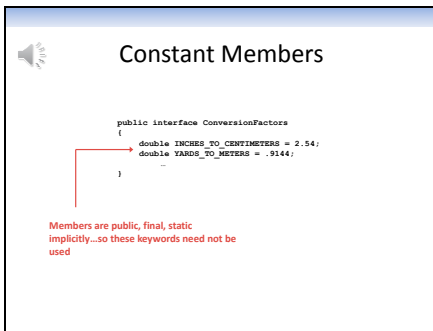 Constant Members
public interface ConversionFactors
{
double INCHES_TO_CENTIMETERS = 2.54;
double YARDS_TO_METERS = .9144;
…
}
Members are public, final, static
implicitly…so these keywords need not be
used